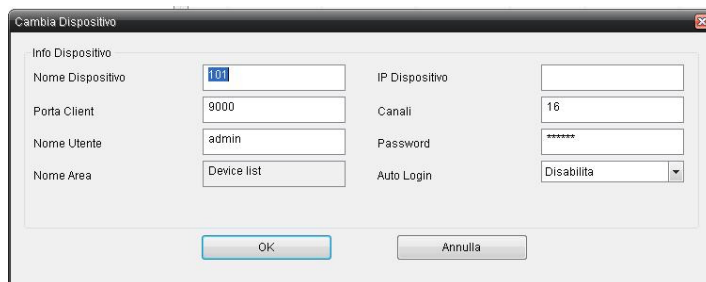 Cambia Dispositivo
Info Dispositivo
Nome Dispositivo 101 IP Dispositivo
Porta Client 9000 Canali 16
Nome Utente admin Password ******
Nome Area Device list Auto Login Disabilita
OK Annulla